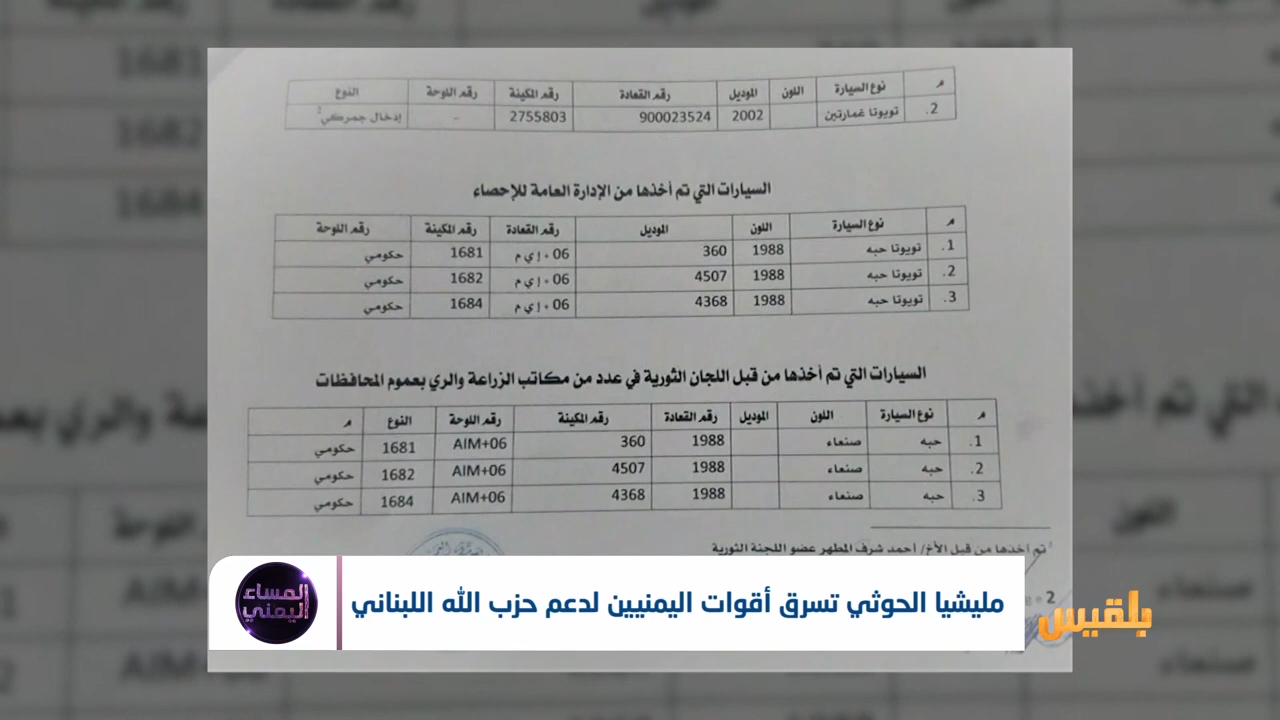 م نوع السيارة اللون الموديل رقم القعادة رقم المكينة رقم اللوحة النوع
2. تويوتا غمارتين 2002 900023524 2755803 - إدخال جمركي2
السيارات التي تم أخذها من الإدارة العامة للإحصاء
م نوع السيارة اللون الموديل رقم القعادة رقم المكينة رقم اللوحة
1. تويوتا حبه 1988 360 06 + إ ي م 1681 حكومي
2. تويوتا حبه 1988 4507 06 + إ ي م 1682 حكومي
3. تويوتا حبه 1988 4368 06 + إ ي م 1684 حكومي
السيارات التي تم أخذها من قبل اللجان الثورية في عدد من مكاتب الزراعة والري بعموم المحافظات
م نوع السيارة اللون الموديل رقم القعادة رقم المكينة رقم اللوحة النوع م
1. حبه صنعاء 1988 360 AIM+06 1681 حكومي
2. حبه صنعاء 1988 4507 AIM+06 1682 حكومي
3. حبه صنعاء 1988 4368 AIM+06 1684 حكومي
تم أخذها من قبل الأخ/ أحمد شرف المطهر عضو اللجنة الثورية
2
مليشيا الحوثي تسرق أقوات اليمنيين لدعم حزب الله اللبناني
المساء اليمني
بلقيس